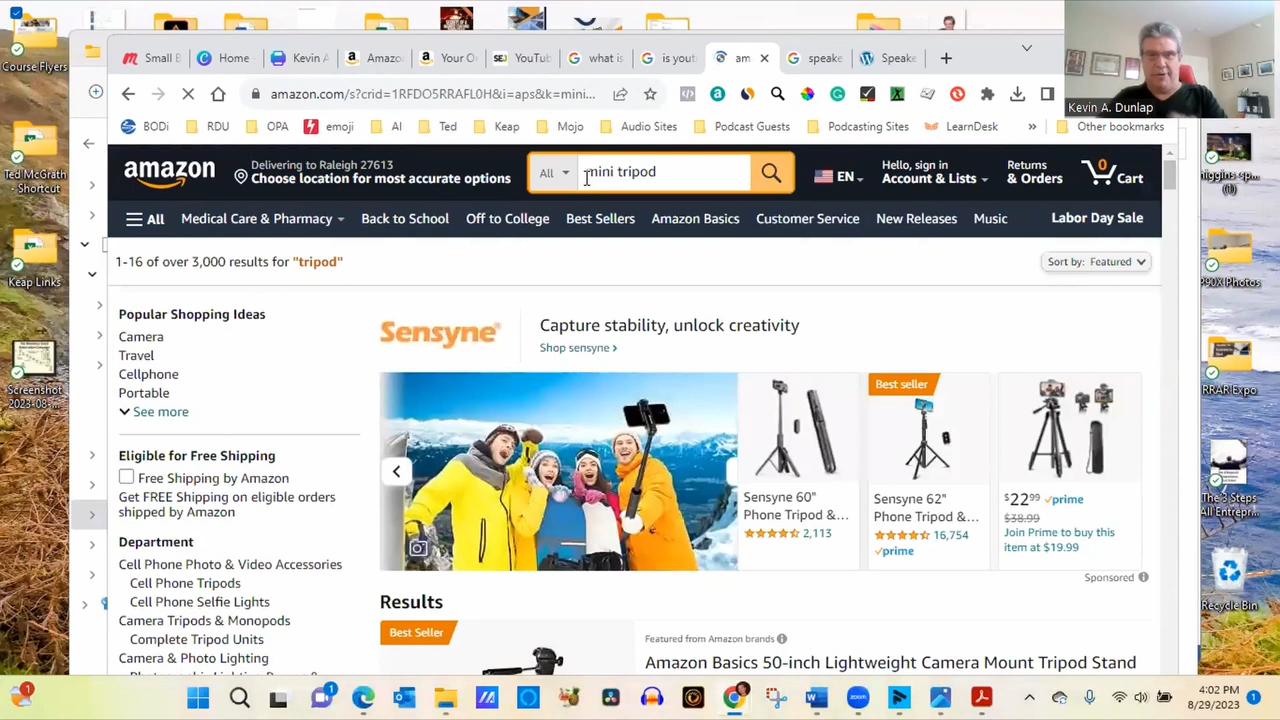 Course Flyers
Ted McGrath - Shortcut
Keap Links
Screenshot 2023-08-...
Small B
Home
Kevin A
Amazo
Your O
YouTub
what is
is yout
am
speake
Speake
Kevin A. Dunlap
amazon.com/s?crid=1RFDO5RRAFL0H&i=aps&k=mini...
BODi
RDU
OPA
emoji
AI
Ted
Keap
Mojo
Audio Sites
Podcast Guests
Podcasting Sites
LearnDesk
Other bookmarks
amazon
Delivering to Raleigh 27613
Choose location for most accurate options
All
mini tripod
EN
Hello, sign in
Account & Lists
Returns
& Orders
0
Cart
All
Medical Care & Pharmacy
Back to School
Off to College
Best Sellers
Amazon Basics
Customer Service
New Releases
Music
Labor Day Sale
1-16 of over 3,000 results for "tripod"
Sort by: Featured
Popular Shopping Ideas
Camera
Travel
Cellphone
Portable
See more
Eligible for Free Shipping
Free Shipping by Amazon
Get FREE Shipping on eligible orders
shipped by Amazon
Department
Cell Phone Photo & Video Accessories
Cell Phone Tripods
Cell Phone Selfie Lights
Camera Tripods & Monopods
Complete Tripod Units
Camera & Photo Lighting
Sensyne
Capture stability, unlock creativity
Shop sensyne
Sensyne 60"
Phone Tripod &...
2,113
Best seller
Sensyne 62"
Phone Tripod &...
16,754
prime
$22.99 prime
$38.99
Join Prime to buy this
item at $19.99
Sponsored
Results
Best Seller
Featured from Amazon brands
Amazon Basics 50-inch Lightweight Camera Mount Tripod Stand
higgins-sp... (1)
P90X Photos
RRAR Expo
The 3 Steps All Entrepr...
Recycle Bin
1
1
4:02 PM
8/29/2023
1